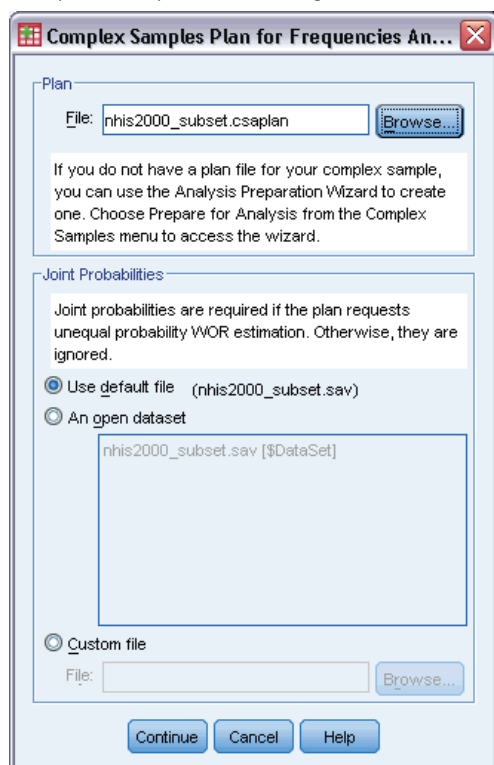 Complex Samples Plan for Frequencies An...
Plan
File: nhis2000_subset.csaplan Browse...
If you do not have a plan file for your complex sample,
you can use the Analysis Preparation Wizard to create
one. Choose Prepare for Analysis from the Complex
Samples menu to access the wizard.
Joint Probabilities
Joint probabilities are required if the plan requests
unequal probability WOR estimation. Otherwise, they are
ignored.
Use default file (nhis2000_subset.sav)
An open dataset
nhis2000_subset.sav [$DataSet]
Custom file
File: Browse...
Continue Cancel Help